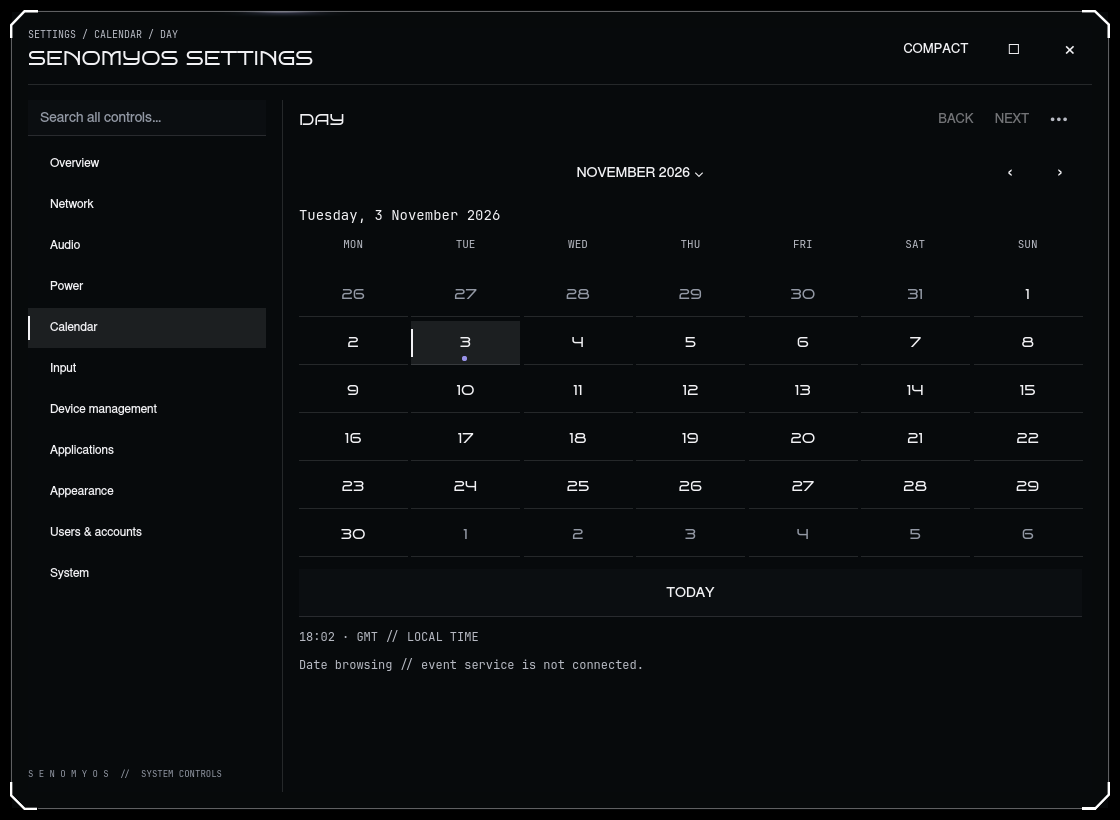 SETTINGS / CALENDAR / DAY
SENOMYOS SETTINGS
COMPACT
Search all controls...
Overview
Network
Audio
Power
Calendar
Input
Device management
Applications
Appearance
Users & accounts
System
SENOMYOS // SYSTEM CONTROLS
DAY
BACK NEXT
NOVEMBER 2026
Tuesday, 3 November 2026
MON TUE WED THU FRI SAT SUN
26 27 28 29 30 31 1
2 3 4 5 6 7 8
9 10 11 12 13 14 15
16 17 18 19 20 21 22
23 24 25 26 27 28 29
30 1 2 3 4 5 6
TODAY
18:02 · GMT // LOCAL TIME
Date browsing // event service is not connected.